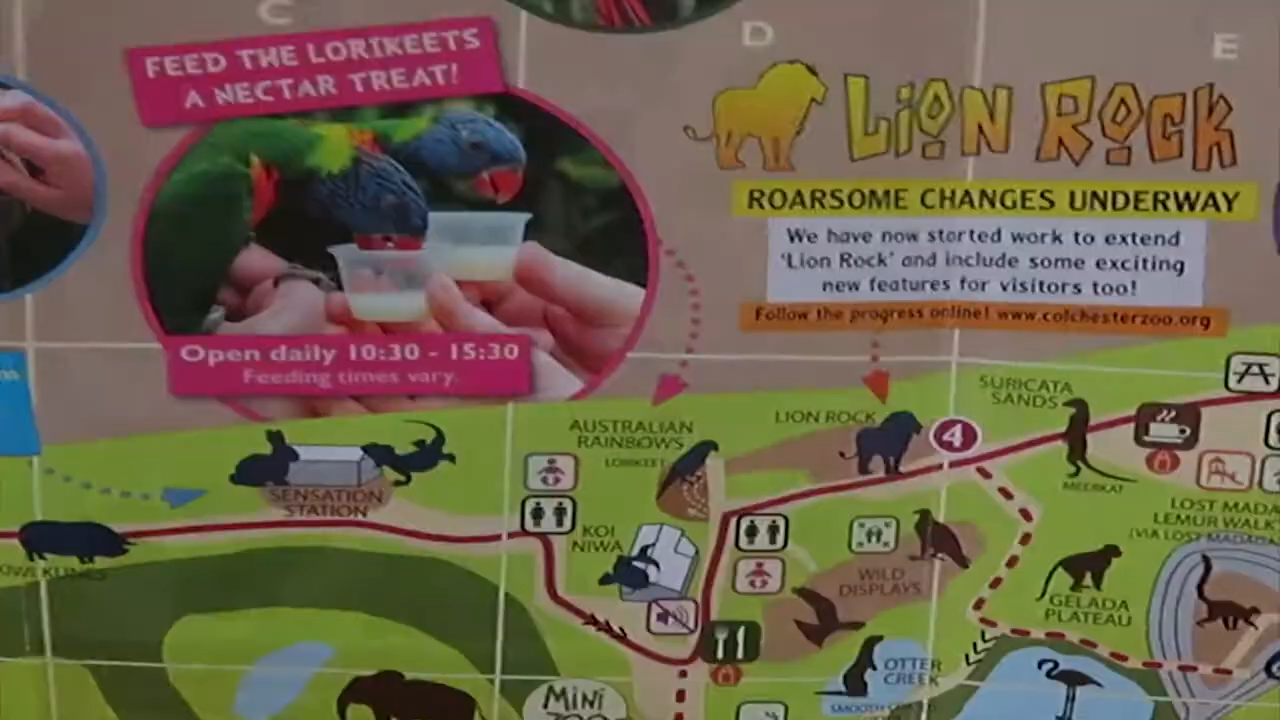 C
D
E
FEED THE LORIKEETS
A NECTAR TREAT!
Open daily 10:30 - 15:30
Feeding times vary.
LION ROCK
ROARSOME CHANGES UNDERWAY
We have now started work to extend
'Lion Rock' and include some exciting
new features for visitors too!
Follow the progress online! www.colchesterzoo.org
SENSATION
STATION
AUSTRALIAN
RAINBOWS
LORIKEET
LION ROCK
4
SURICATA
SANDS
MEERKAT
KOI
NIWA
WILD
DISPLAYS
GELADA
PLATEAU
LOST MADA
LEMUR WALK
OTTER
CREEK
MINI
ZOO